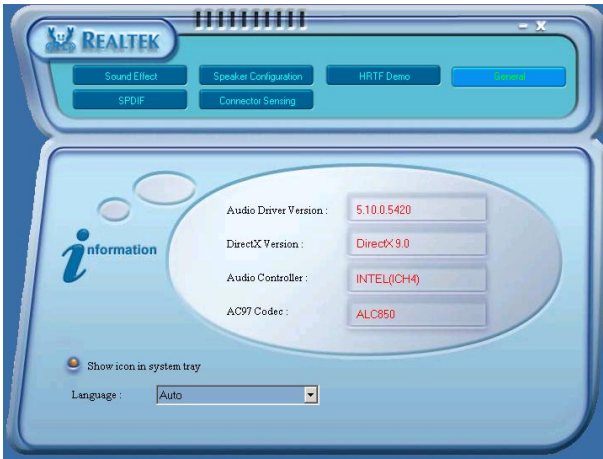 REALTEK
Sound Effect
Speaker Configuration
HRTF Demo
General
SPDIF
Connector Sensing
information
Audio Driver Version :
5.10.0.5420
DirectX Version :
DirectX 9.0
Audio Controller :
INTEL(ICH4)
AC97 Codec :
ALC850
Show icon in system tray
Language :
Auto